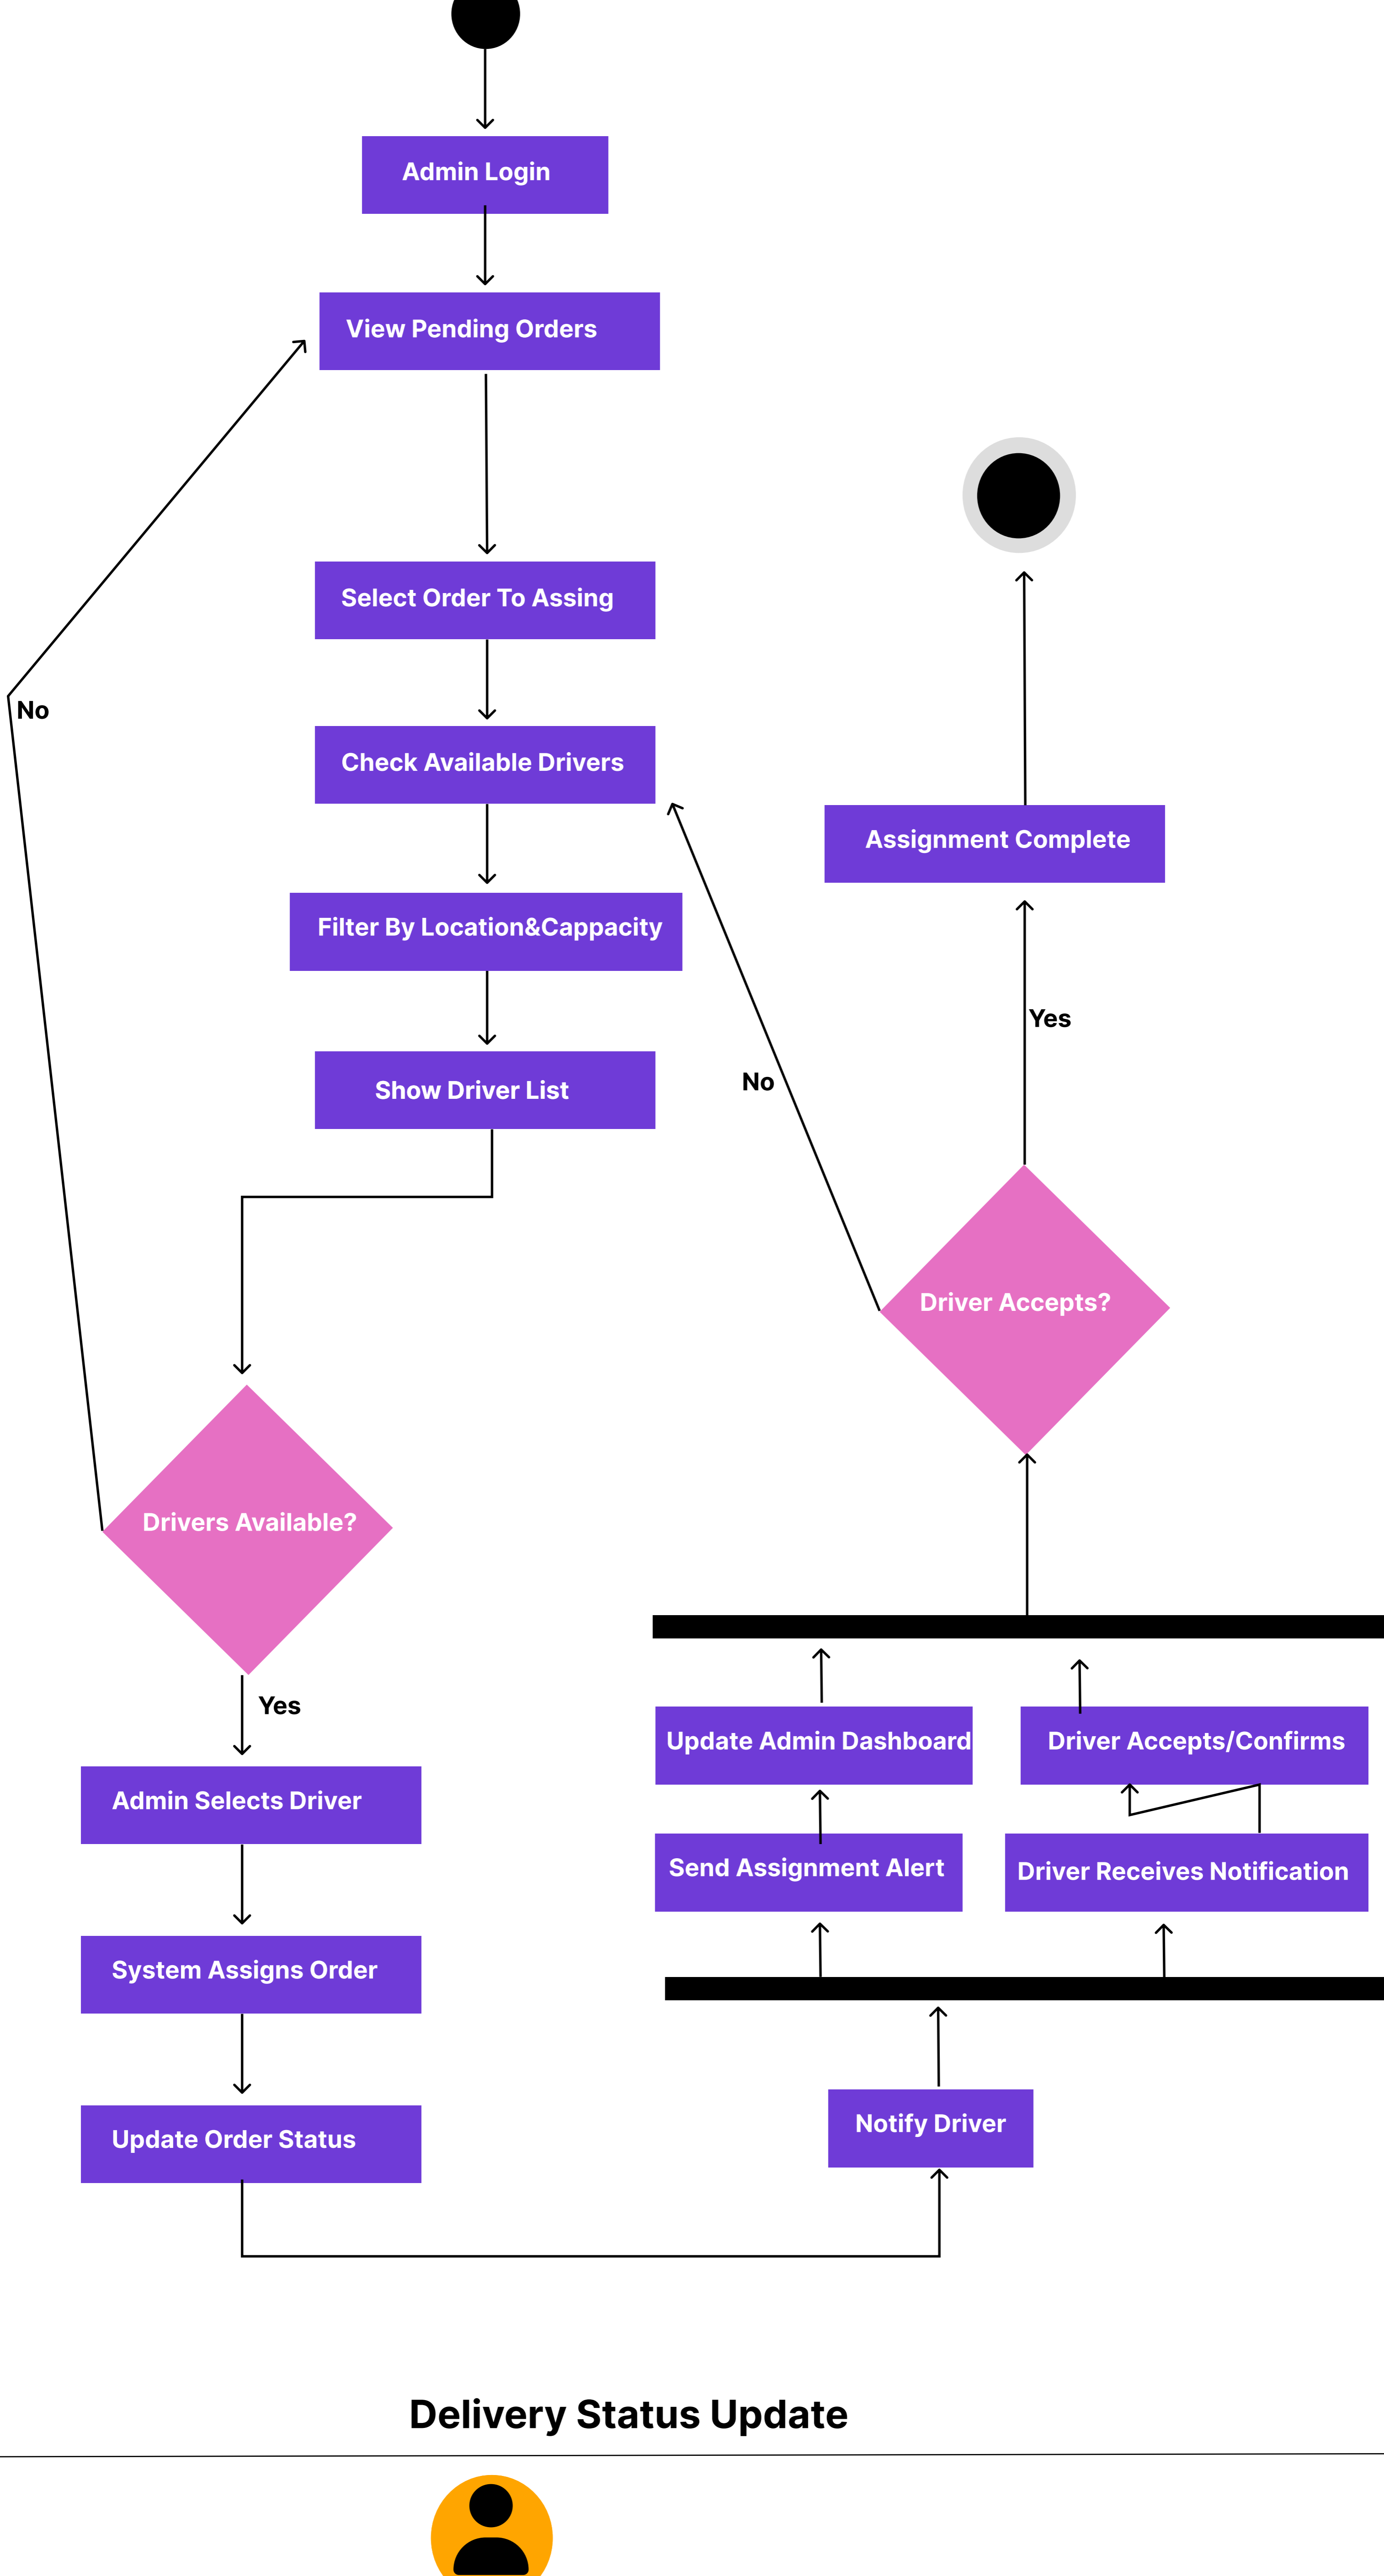 Admin Login
View Pending Orders
Select Order To Assing
No
Check Available Drivers
Assignment Complete
Filter By Location&Cappacity
Yes
No
Show Driver List
Driver Accepts?
Drivers Available?
Yes
Update Admin Dashboard
Driver Accepts/Confirms
Admin Selects Driver
Send Assignment Alert
Driver Receives Notification
System Assigns Order
Notify Driver
Update Order Status
Delivery Status Update